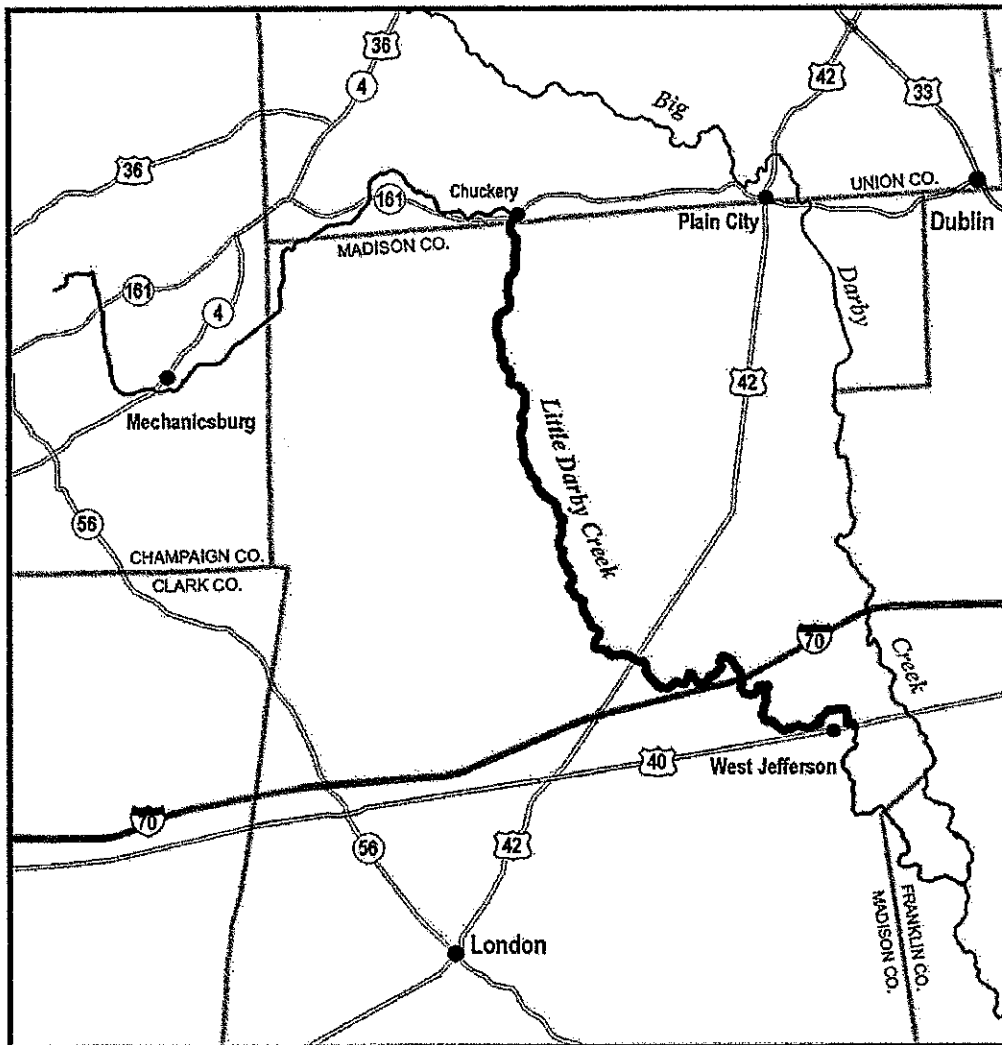 36
4
42
33
Big
36
161
Chuckery
UNION CO.
Plain City
Dublin
MADISON CO.
161
4
Darby
42
Mechanicsburg
Little Darby Creek
56
CHAMPAIGN CO.
CLARK CO.
70
Creek
40
West Jefferson
70
56
42
FRANKLIN CO.
MADISON CO.
London